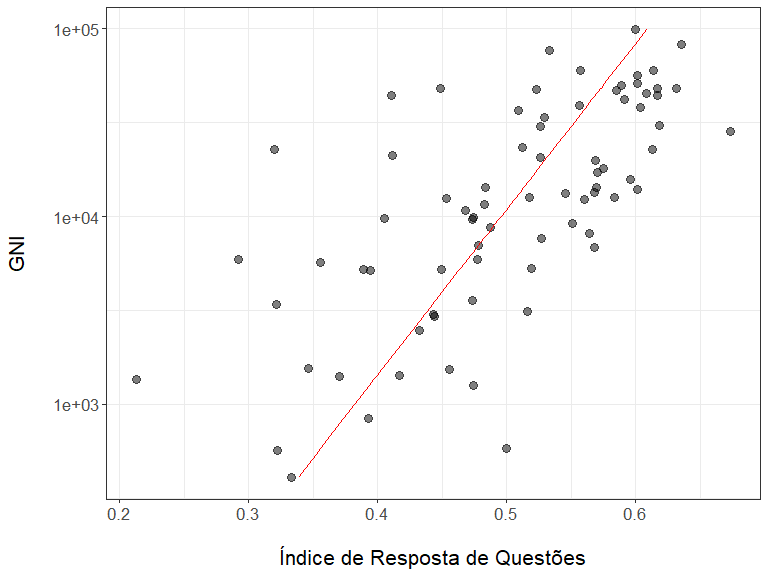 1e+05
1e+04
1e+03
GNI
0.2 0.3 0.4 0.5 0.6
Índice de Resposta de Questões